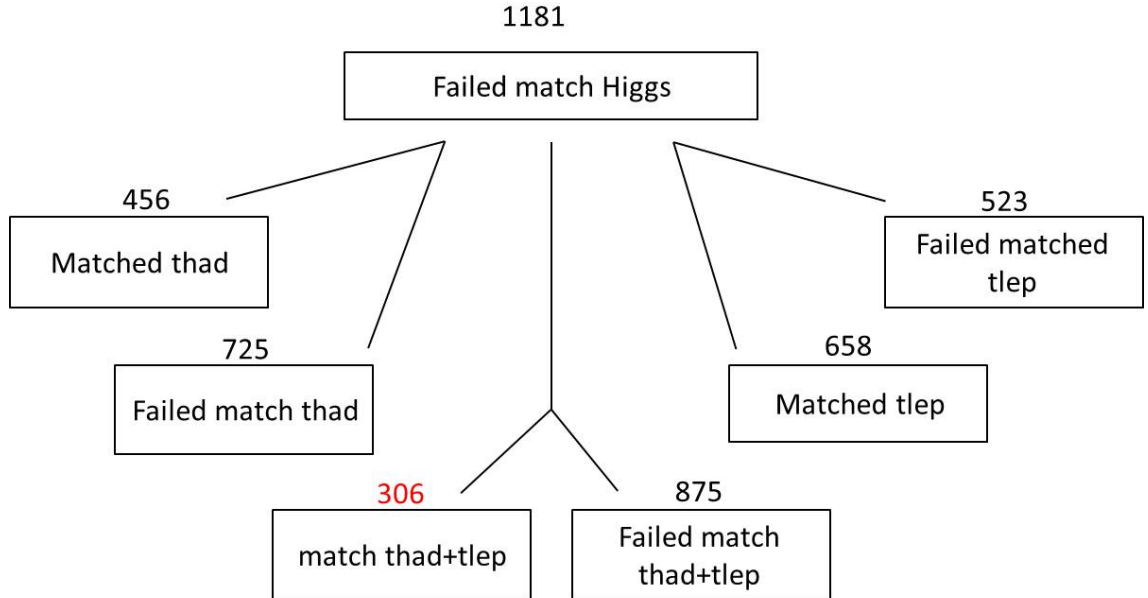 1181
Failed match Higgs
456
Matched thad
523
Failed matched
tlep
725
Failed match thad
658
Matched tlep
306
match thad+tlep
875
Failed match
thad+tlep